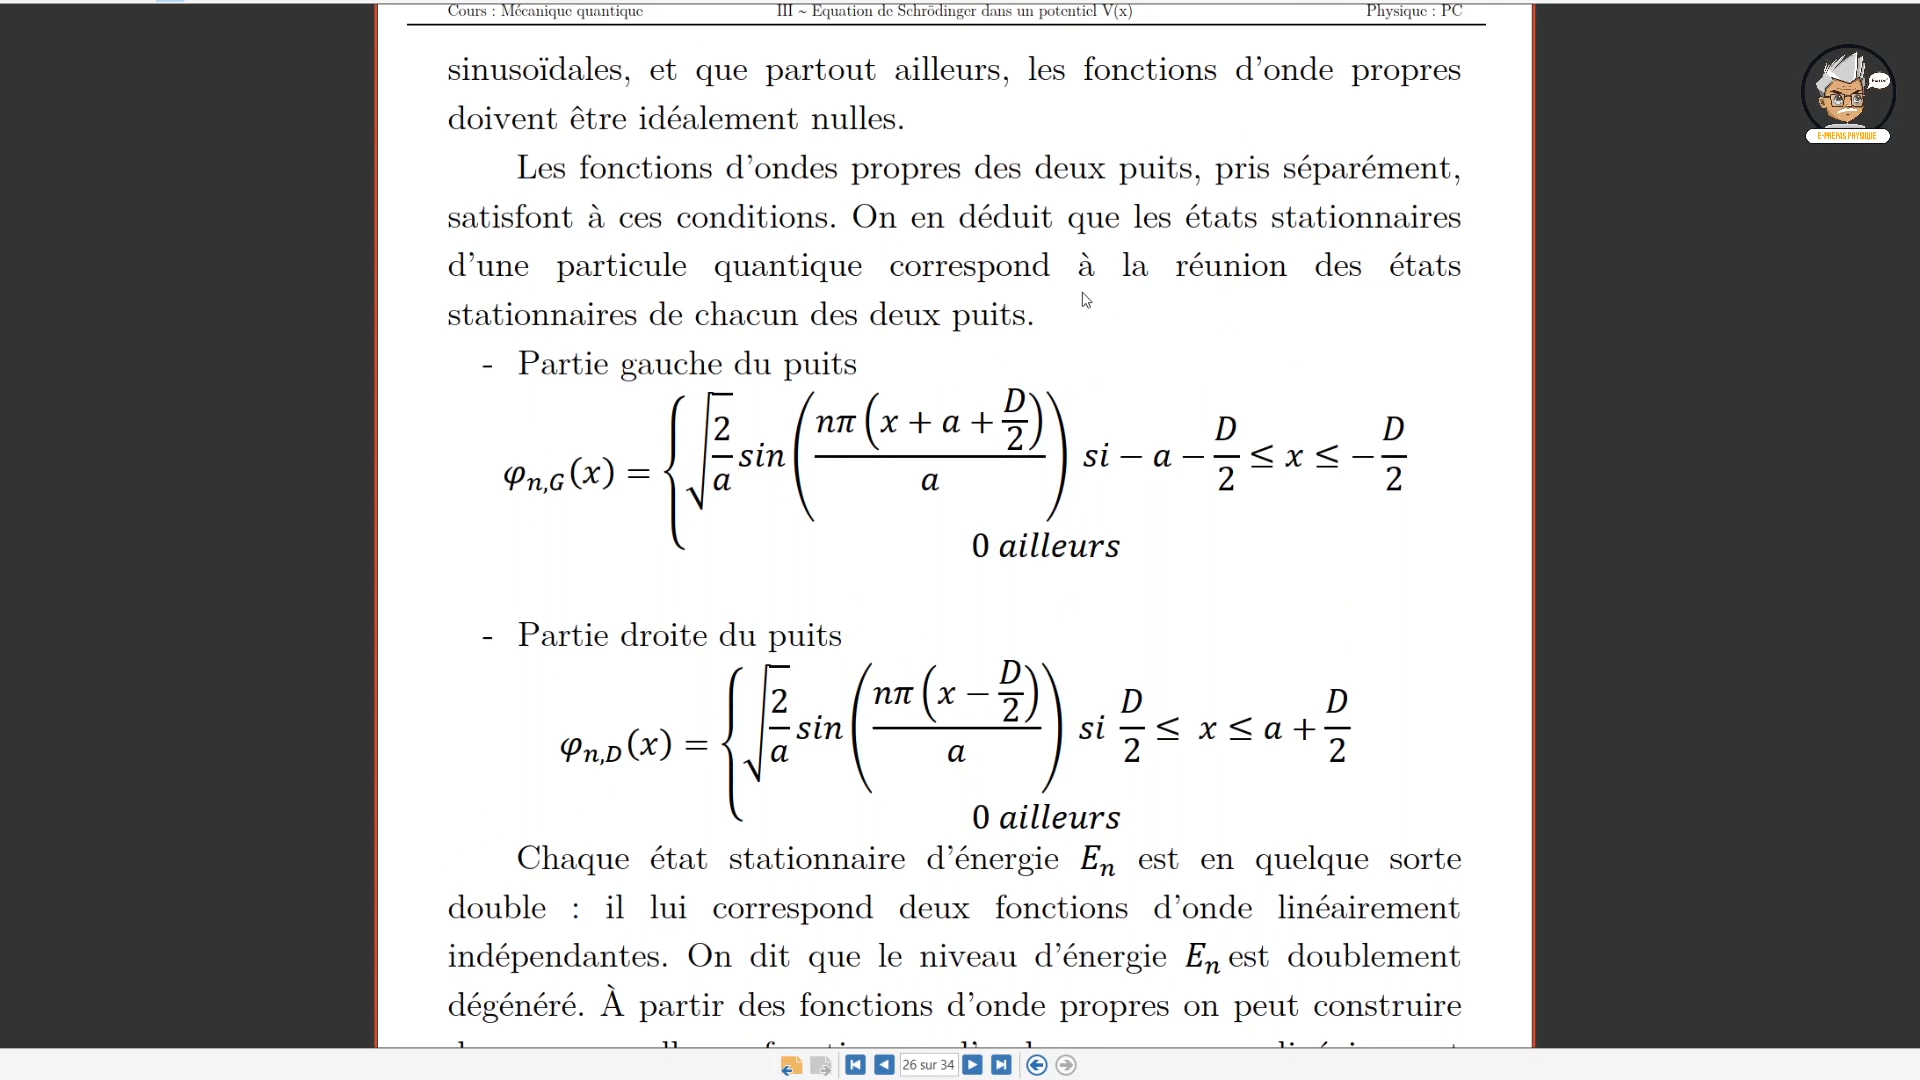 Cours : Mécanique quantique III ~ Equation de Schrödinger dans un potentiel V(x) Physique : PC
sinusoïdales, et que partout ailleurs, les fonctions d'onde propres
doivent être idéalement nulles.
Les fonctions d'ondes propres des deux puits, pris séparément,
satisfont à ces conditions. On en déduit que les états stationnaires
d'une particule quantique correspond à la réunion des états
stationnaires de chacun des deux puits.
- Partie gauche du puits
φn,G(x) = { √(2/a) sin(nπ(x + a + D/2)/a) si − a − D/2 ≤ x ≤ − D/2
0 ailleurs
- Partie droite du puits
φn,D(x) = { √(2/a) sin(nπ(x − D/2)/a) si D/2 ≤ x ≤ a + D/2
0 ailleurs
Chaque état stationnaire d'énergie En est en quelque sorte
double : il lui correspond deux fonctions d'onde linéairement
indépendantes. On dit que le niveau d'énergie En est doublement
dégénéré. À partir des fonctions d'onde propres on peut construire
26 sur 34
E-PREPAS PHYSIQUE